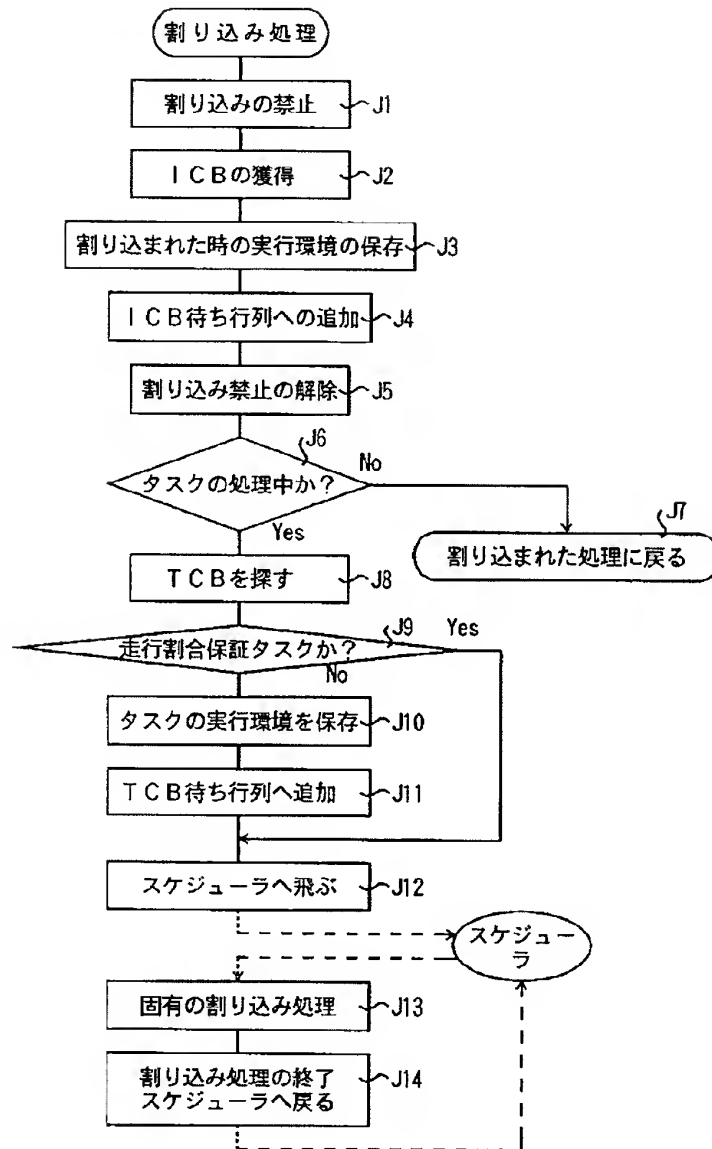 割り込み処理
割り込みの禁止 J1
ICBの獲得 J2
割り込まれた時の実行環境の保存 J3
ICB待ち行列への追加 J4
割り込み禁止の解除 J5
J6
タスクの処理中か? No
Yes
J7
割り込まれた処理に戻る
TCBを探す J8
走行割合保証タスクか? J9 Yes
No
タスクの実行環境を保存 J10
TCB待ち行列へ追加 J11
スケジューラへ飛ぶ J12
スケジュー
ラ
固有の割り込み処理 J13
割り込み処理の終了 J14
スケジューラへ戻る